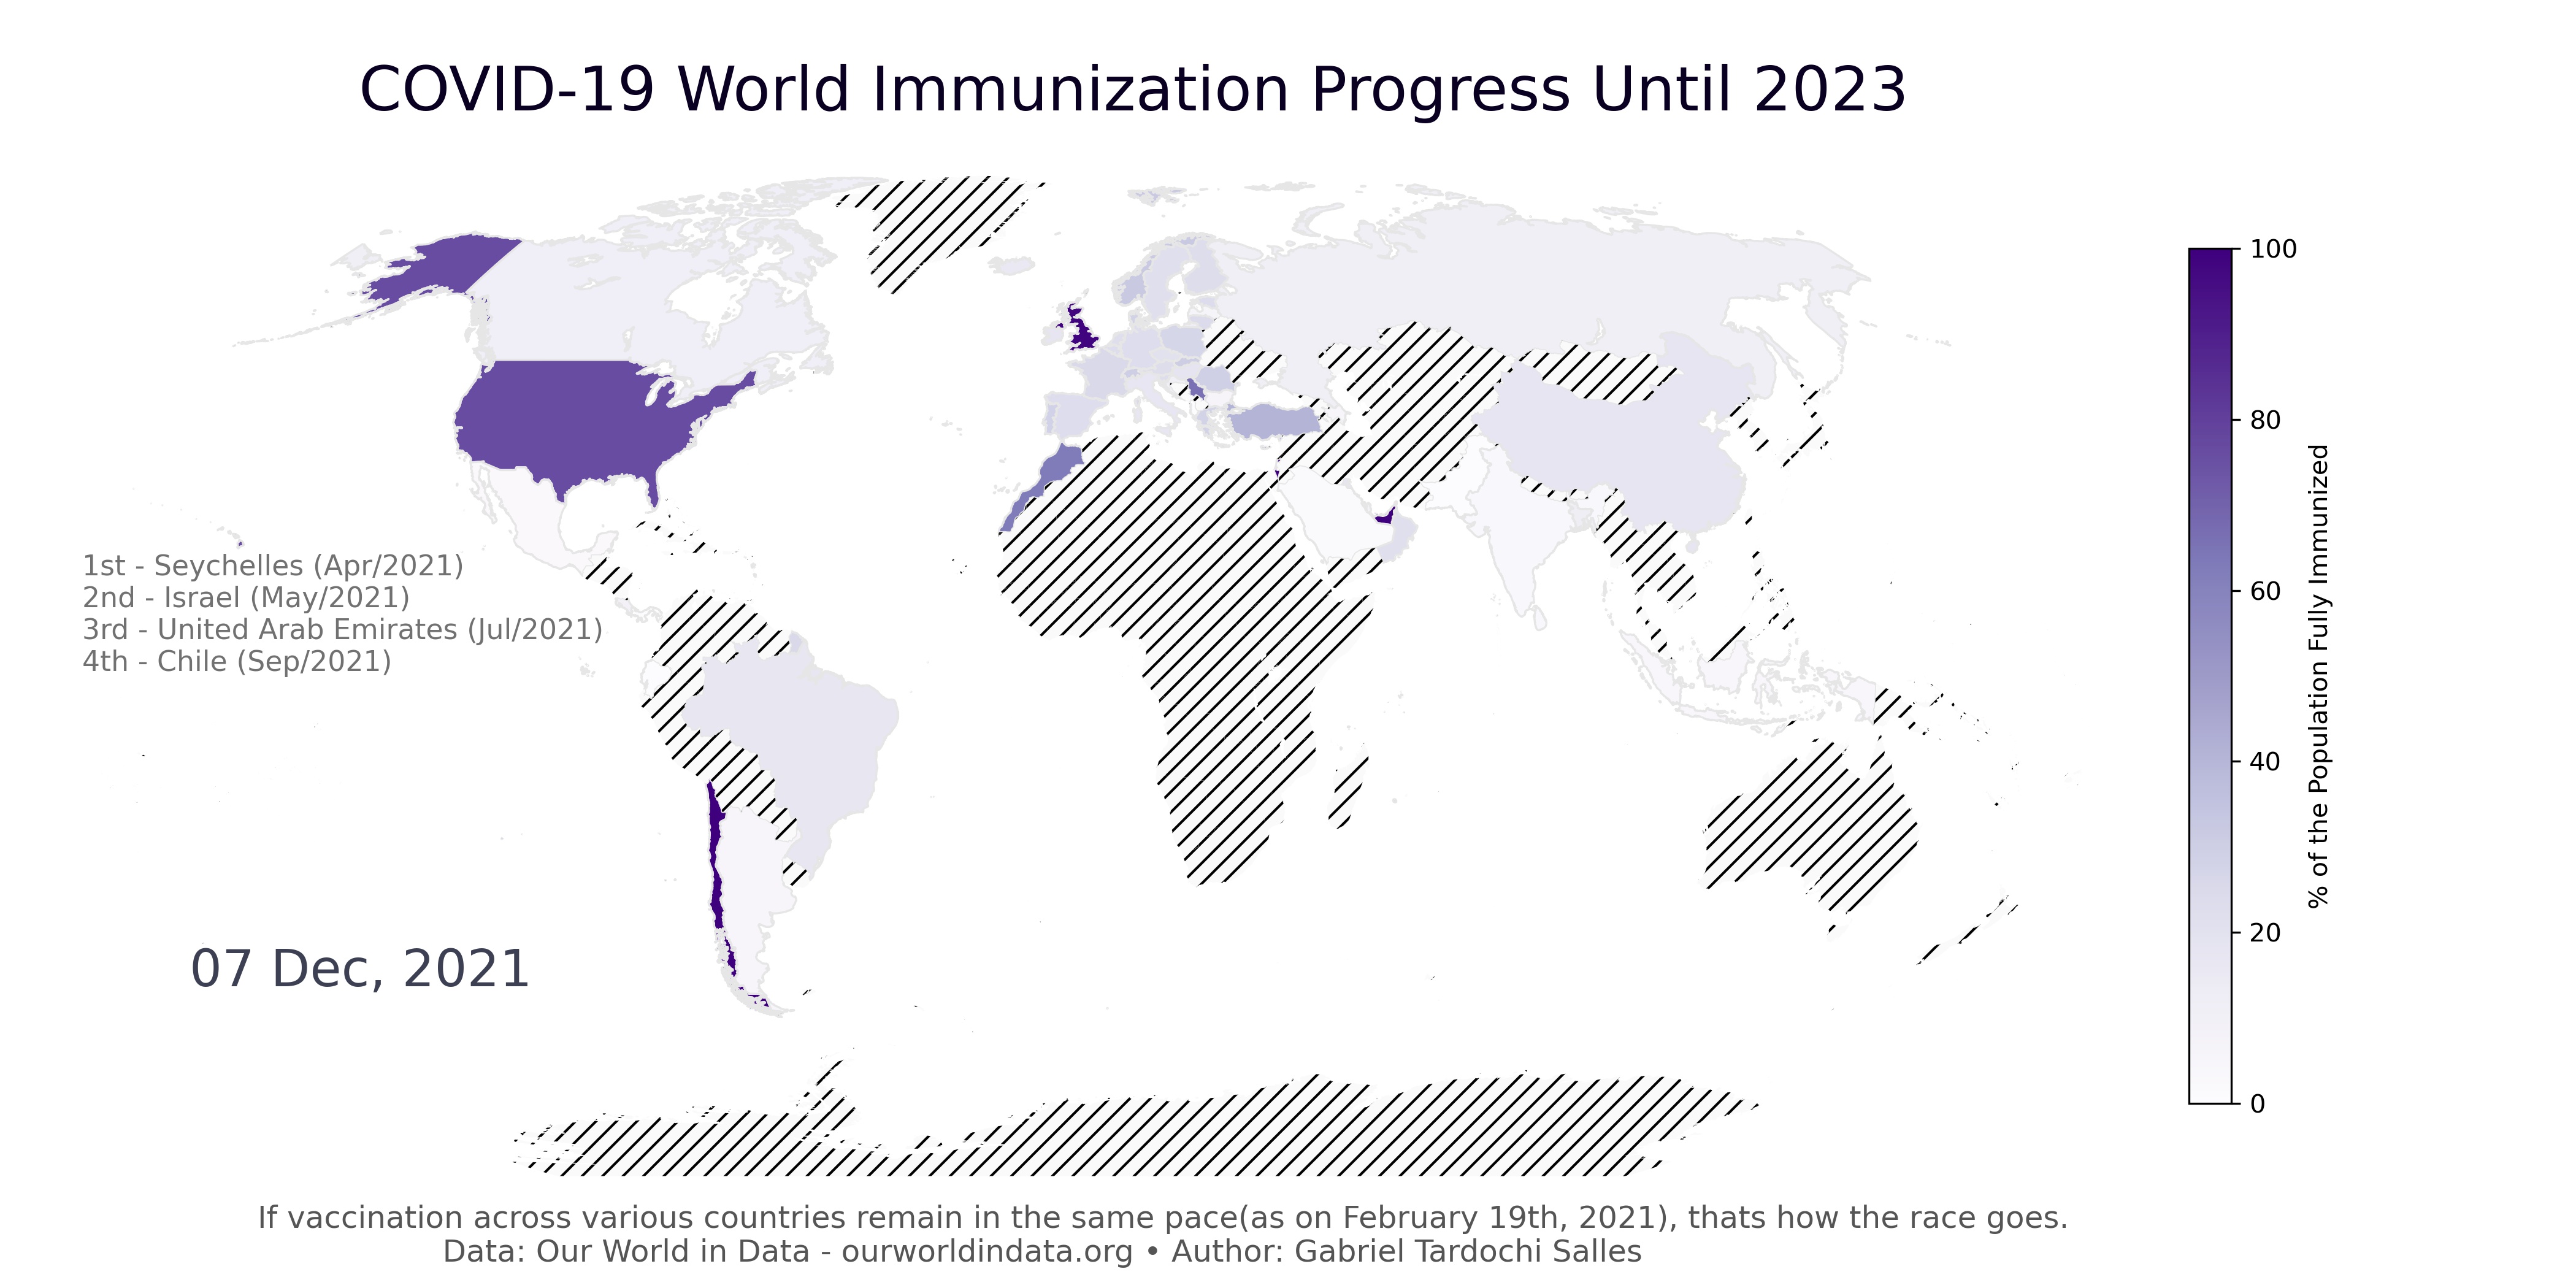 COVID-19 World Immunization Progress Until 2023
1st - Seychelles (Apr/2021)
2nd - Israel (May/2021)
3rd - United Arab Emirates (Jul/2021)
4th - Chile (Sep/2021)
07 Dec, 2021
100
80
60
40
20
0
% of the Population Fully Immunized
If vaccination across various countries remain in the same pace(as on February 19th, 2021), thats how the race goes.
Data: Our World in Data - ourworldindata.org • Author: Gabriel Tardochi Salles